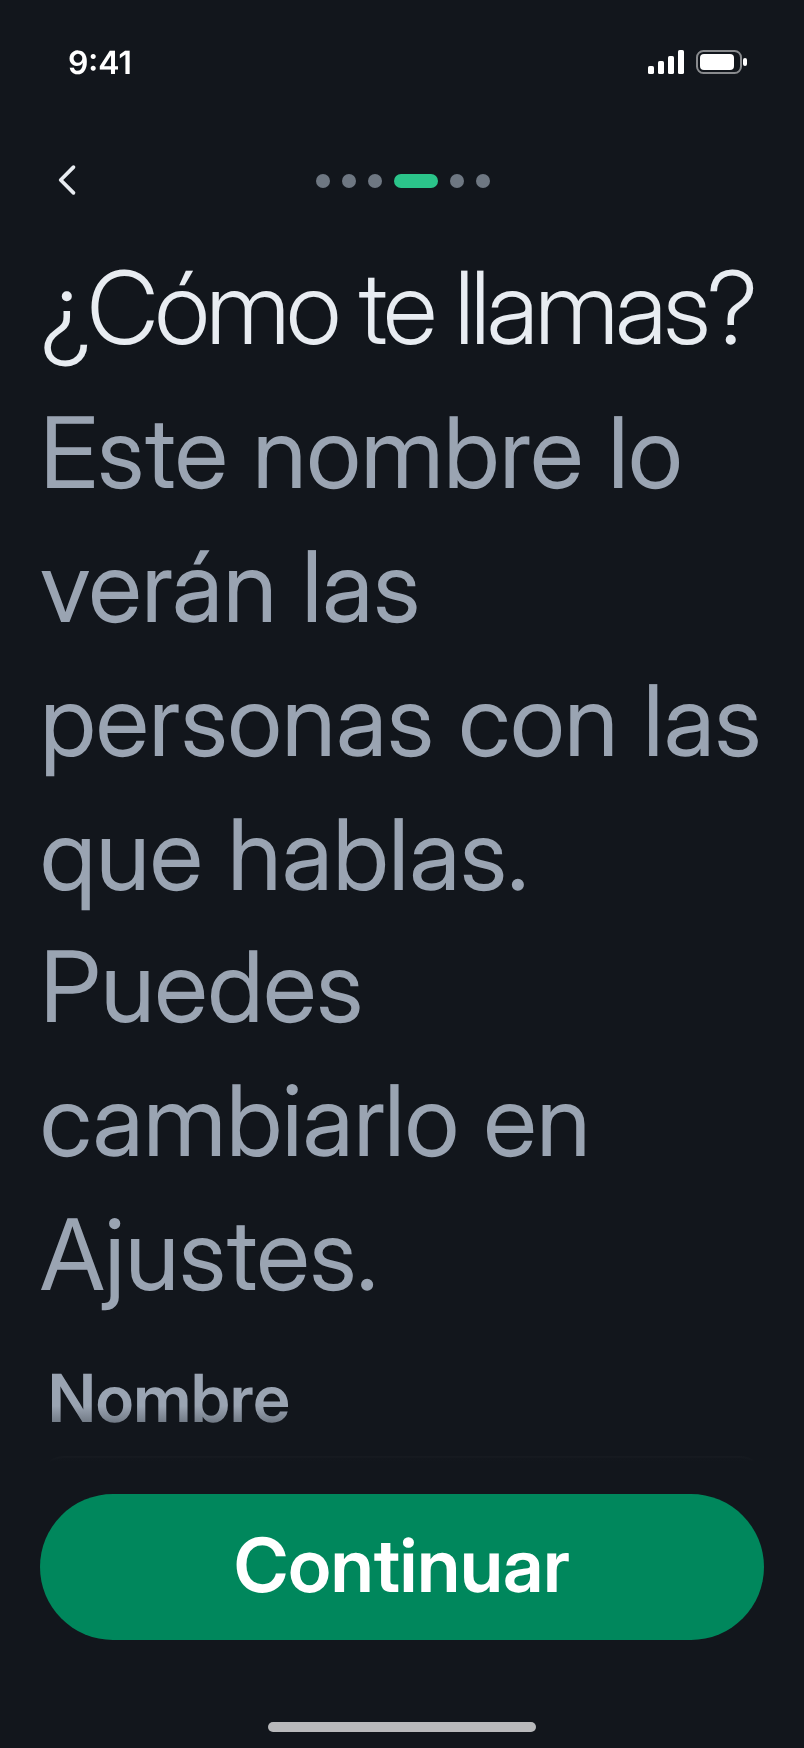 9:41
¿Cómo te llamas?
Este nombre lo
verán las
personas con las
que hablas.
Puedes
cambiarlo en
Ajustes.
Nombre
Continuar